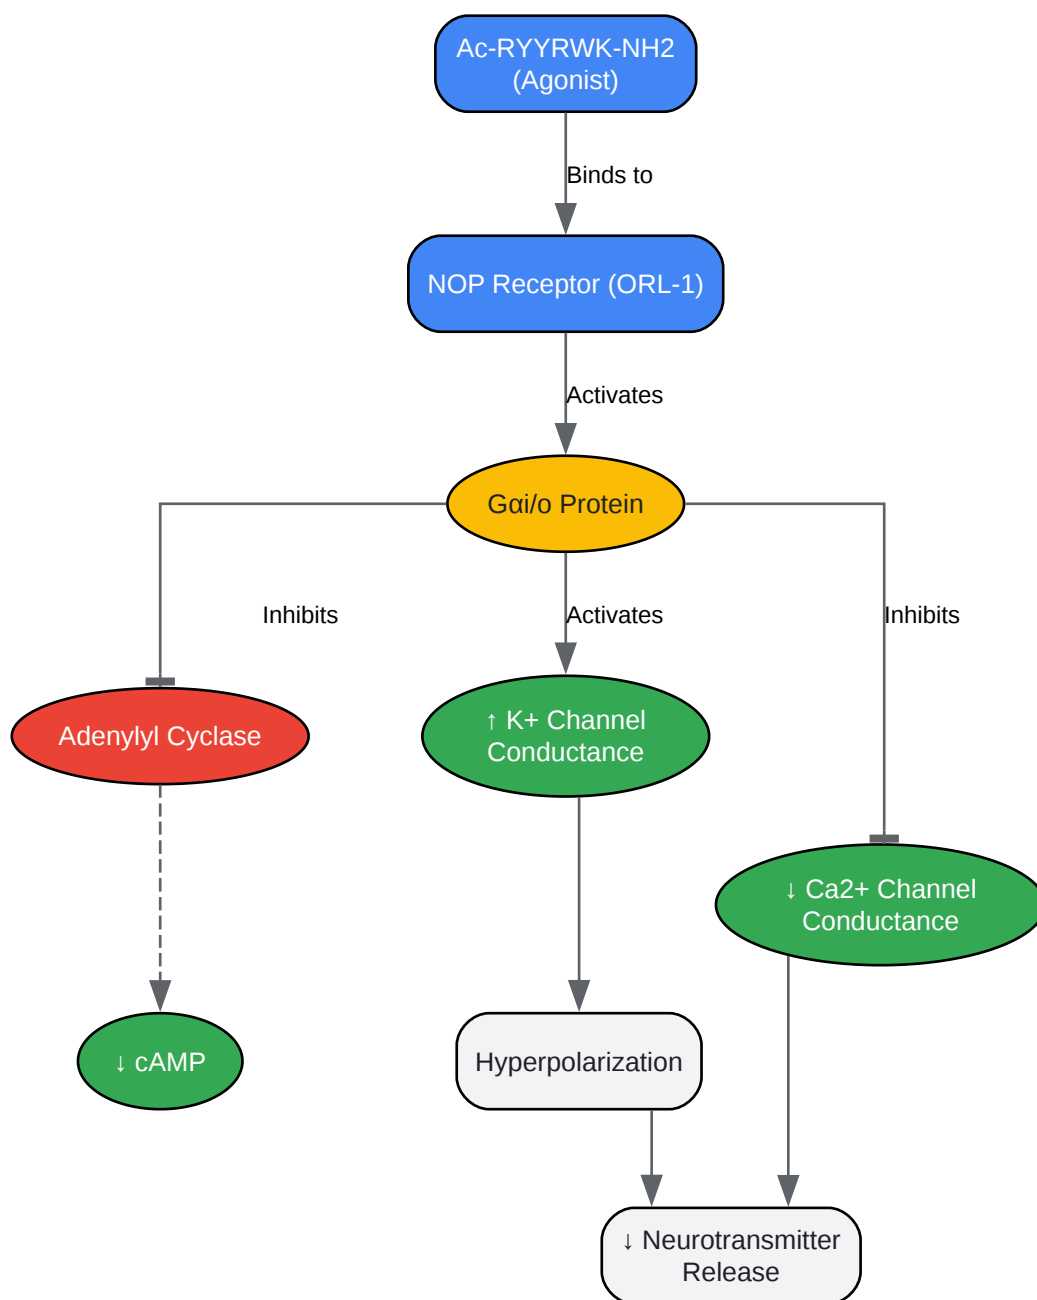 Ac-RYYRWK-NH2
(Agonist)
Binds to
NOP Receptor (ORL-1)
Activates
Gαi/o Protein
Inhibits
Activates
Inhibits
Adenylyl Cyclase
↑ K+ Channel
Conductance
↓ Ca2+ Channel
Conductance
↓ cAMP
Hyperpolarization
↓ Neurotransmitter
Release